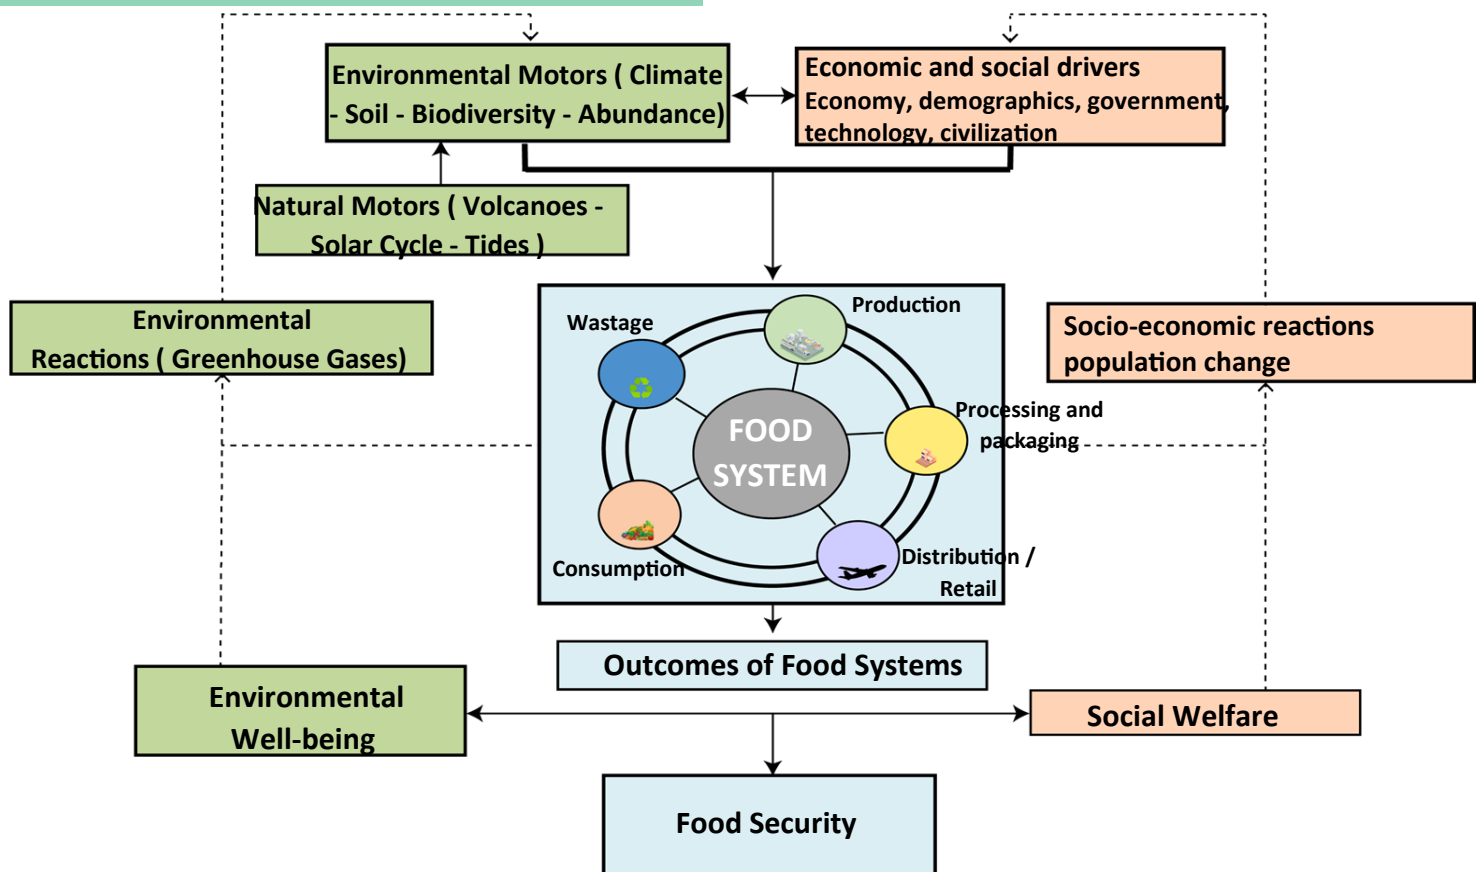 Environmental Motors ( Climate
- Soil - Biodiversity - Abundance)
Economic and social drivers
Economy, demographics, government,
technology, civilization
Natural Motors ( Volcanoes -
Solar Cycle - Tides )
Environmental
Reactions ( Greenhouse Gases)
Socio-economic reactions
population change
Production
Wastage
Processing and
packaging
FOOD
SYSTEM
Consumption
Distribution /
Retail
Outcomes of Food Systems
Environmental
Well-being
Social Welfare
Food Security